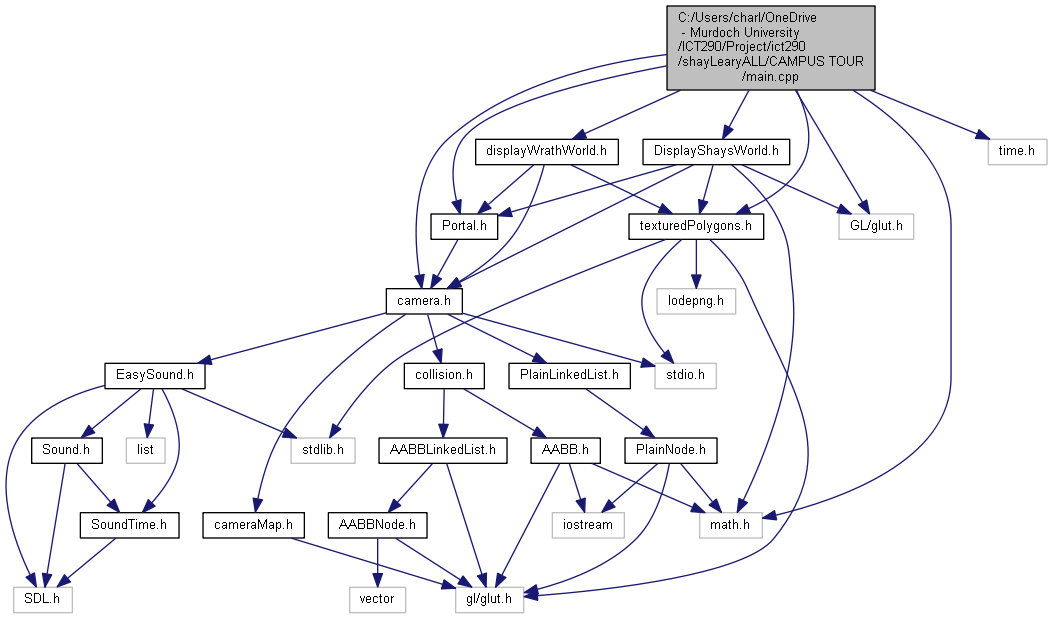 C:/Users/charl/OneDrive
- Murdoch University
/ICT290/Project/ict290
/shayLearyALL/CAMPUS TOUR
/main.cpp
displayWrathWorld.h
DisplayShaysWorld.h
time.h
Portal.h
texturedPolygons.h
GL/glut.h
camera.h
lodepng.h
EasySound.h
collision.h
PlainLinkedList.h
stdio.h
Sound.h
list
stdlib.h
AABBLinkedList.h
AABB.h
PlainNode.h
SoundTime.h
cameraMap.h
AABBNode.h
iostream
math.h
SDL.h
vector
gl/glut.h